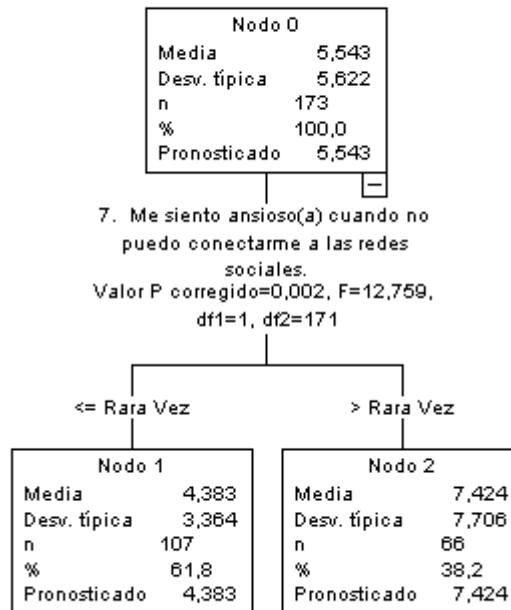 Nodo 0
Media 5,543
Desv. típica 5,622
n 173
% 100,0
Pronosticado 5,543
7. Me siento ansioso(a) cuando no
puedo conectarme a las redes
sociales.
Valor P corregido=0,002, F=12,759,
df1=1, df2=171
<= Rara Vez
> Rara Vez
Nodo 1
Media 4,383
Desv. típica 3,364
n 107
% 61,8
Pronosticado 4,383
Nodo 2
Media 7,424
Desv. típica 7,706
n 66
% 38,2
Pronosticado 7,424